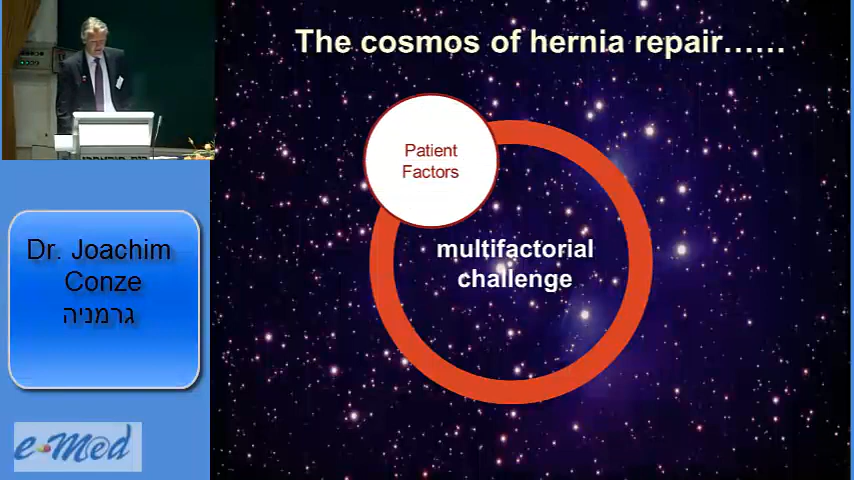 The cosmos of hernia repair……
Patient
Factors
multifactorial
challenge
Dr. Joachim
Conze
גרמניה
e-Med